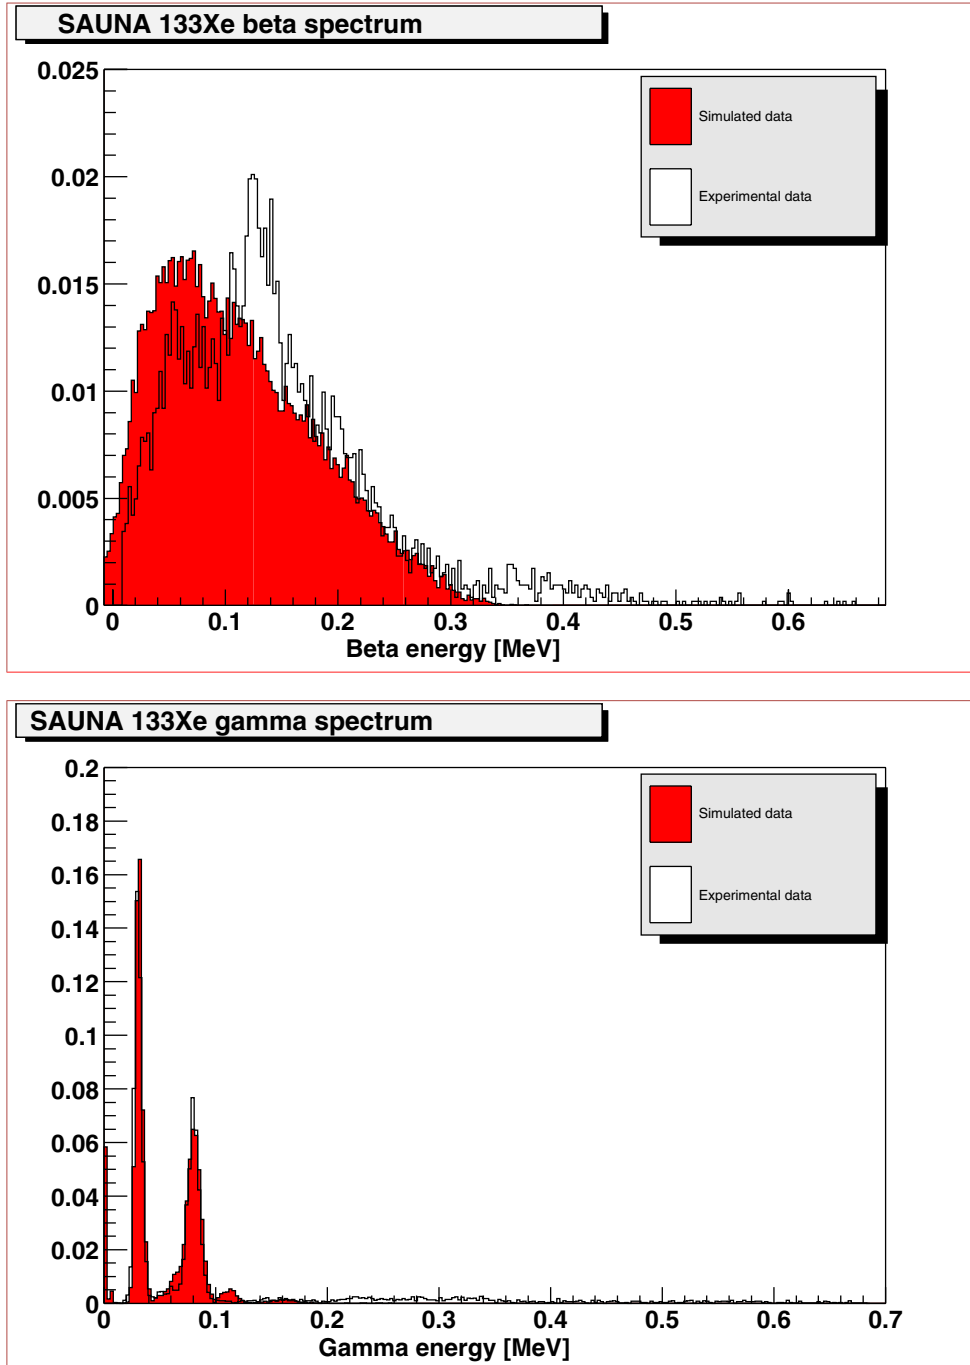 SAUNA 133Xe beta spectrum
0.025
0.02
0.015
0.01
0.005
0
Simulated data
Experimental data
0 0.1 0.2 0.3 0.4 0.5 0.6
Beta energy [MeV]
SAUNA 133Xe gamma spectrum
0.2
0.18
0.16
0.14
0.12
0.1
0.08
0.06
0.04
0.02
0
Simulated data
Experimental data
0 0.1 0.2 0.3 0.4 0.5 0.6 0.7
Gamma energy [MeV]